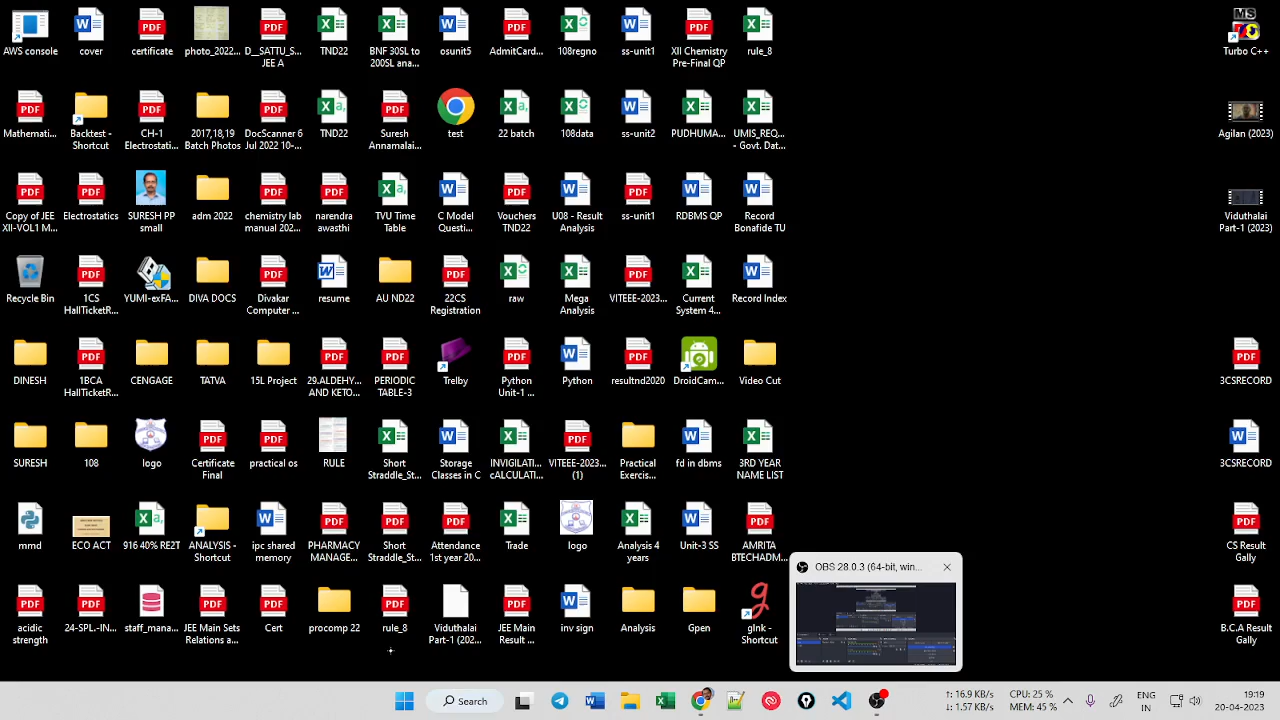 VLS console
cover
certificate
photo_2022...
D_SATTU_S...
JEE A
TND22
BNF 30SL to
200SL ana...
osunit5
AdmitCard...
108regno
ss-unit1
XII Chemistry
Pre-Final QP
rule_8
MS
Turbo C++
Mathemati...
Backtest -
Shortcut
CH-1
Electrostati...
2017,18,19
Batch Photos
DocScanner 6
Jul 2022 10-...
TND22
Suresh
Annamalai...
test
22 batch
108data
ss-unit2
PUDHUMA...
UMIS_REQ...
- Govt. Dat...
Agilan (2023)
Copy of JEE
XII-VOL1 M...
Electrostatics
SURESH PP
small
adm 2022
chemistry lab
manual 202...
narendra
awasthi
TVU Time
Table
C Model
Questi...
Vouchers
TND22
U08 - Result
Analysis
ss-unit1
RDBMS QP
Record
Bonafide TU
Viduthalai
Part-1 (2023)
Recycle Bin
1CS
HallTicketR...
YUMI-exFA...
DIVA DOCS
Divakar
Computer ...
resume
AU ND22
22CS
Registration
raw
Mega
Analysis
VITEEE-2023...
Current
System 4...
Record Index
DINESH
1BCA
HallTicketR...
CENGAGE
TATVA
15L Project
29.ALDEHY...
AND KETO...
PERIODIC
TABLE-3
Trelby
Python
Unit-1 ...
Python
resultnd2020
DroidCam...
Video Cut
3CSRECORD
SURESH
108
logo
Certificate
Final
practical os
RULE
Short
Straddle_St...
Storage
Classes in C
INVIGILATI...
cALCULATI...
VITEEE-2023...
(1)
Practical
Exercis...
fd in dbms
3RD YEAR
NAME LIST
3CSRECORD
mmd
ECO ACT
916 40% RE2T
ANALYSIS -
Shortcut
ipc shared
memory
PHARMACY
MANAGE...
Short
Straddle_St...
Attendance
1st year 20...
Trade
logo
Analysis 4
years
Unit-3 SS
AMRITA
BTECHADM...
CS Result
Gally
OBS 28.0.3 (64-bit, win...
acidic
strength
24-SPL-IN...
staff_master
JEE Main Sets
Relations a...
Cert
procomp 22
rule_8
Viduthalai
Part-1 (202...
JEE Main
Result ...
inv sign
Analysis
Gpen
gInk -
Shortcut
B.C.A Result
Gally
Search
↑: 16.9 KB/s
↓: 1.57 KB/s
CPU: 25 %
MEM: 45 %
ENG
IN
19:19
29-04-2023